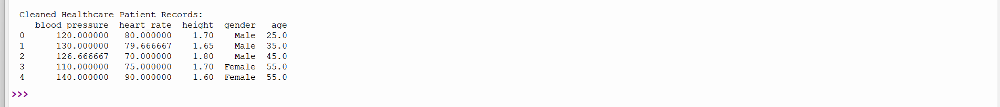 Cleaned Healthcare Patient Records:
   blood_pressure  heart_rate  height  gender   age
0      120.000000   80.000000    1.70    Male  25.0
1      130.000000   79.666667    1.65    Male  35.0
2      126.666667   70.000000    1.80    Male  45.0
3      110.000000   75.000000    1.70  Female  55.0
4      140.000000   90.000000    1.60  Female  55.0
>>>